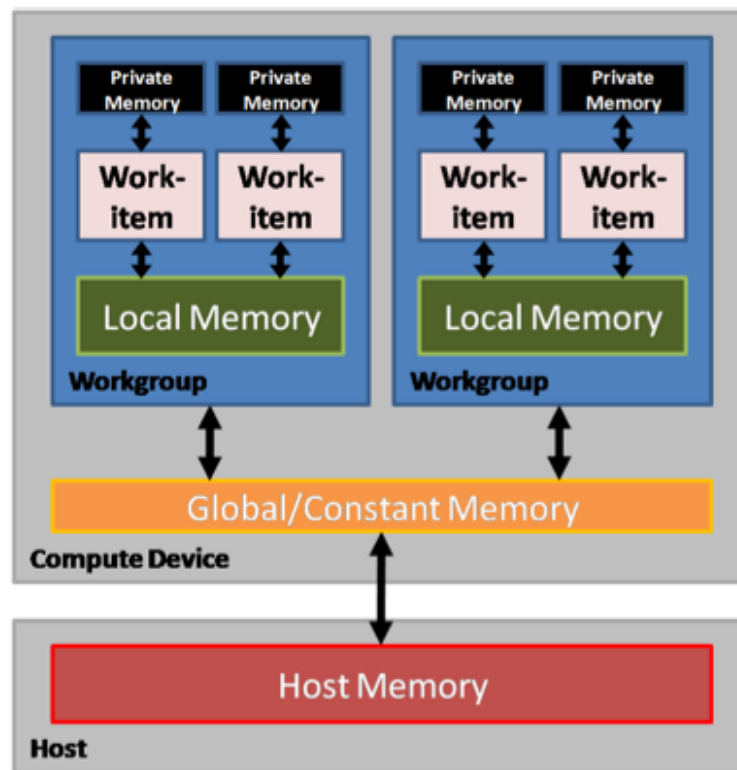 Private Memory
Private Memory
Private Memory
Private Memory
Work-item
Work-item
Work-item
Work-item
Local Memory
Local Memory
Workgroup
Workgroup
Global/Constant Memory
Compute Device
Host Memory
Host